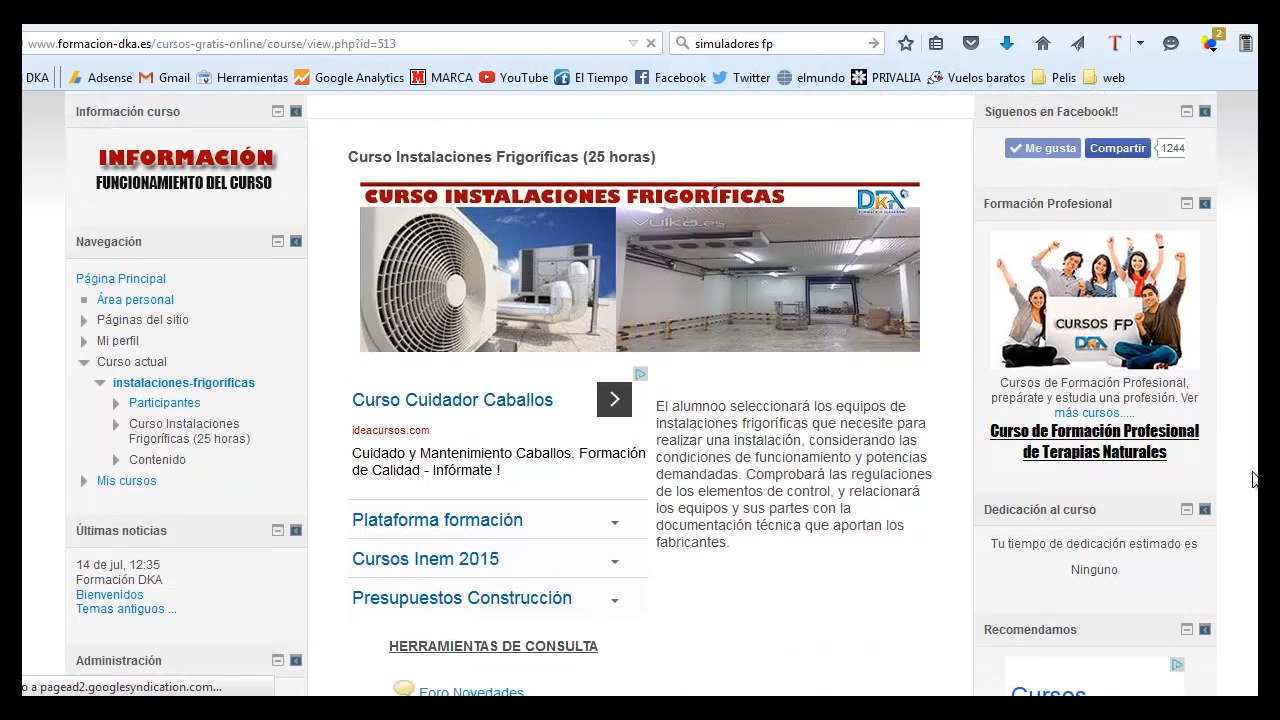 www.formacion-dka.es/cursos-gratis-online/course/view.php?id=513
simuladores fp
2
DKA
Adsense
Gmail
Herramientas
Google Analytics
MARCA
YouTube
El Tiempo
Facebook
Twitter
elmundo
PRIVALIA
Vuelos baratos
Pelis
web
Información curso
INFORMACIÓN
FUNCIONAMIENTO DEL CURSO
Navegación
Página Principal
Área personal
Páginas del sitio
Mi perfil
Curso actual
instalaciones-frigorificas
Participantes
Curso Instalaciones
Frigoríficas (25 horas)
Contenido
Mis cursos
Últimas noticias
14 de jul, 12:35
Formación DKA
Bienvenidos
Temas antiguos ...
Administración
o a pagead2.googlesyndication.com...
Curso Instalaciones Frigoríficas (25 horas)
CURSO INSTALACIONES FRIGORÍFICAS
DKA
vulka.es
Curso Cuidador Caballos
ideacursos.com
Cuidado y Mantenimiento Caballos. Formación
de Calidad - Infórmate !
Plataforma formación
Cursos Inem 2015
Presupuestos Construcción
El alumnoo seleccionará los equipos de
instalaciones frigoríficas que necesite para
realizar una instalación, considerando las
condiciones de funcionamiento y potencias
demandadas. Comprobará las regulaciones
de los elementos de control, y relacionará
los equipos y sus partes con la
documentación técnica que aportan los
fabricantes.
HERRAMIENTAS DE CONSULTA
Foro Novedades
Siguenos en Facebook!!
Me gusta
Compartir
1244
Formación Profesional
CURSOS FP
DKA
Cursos de Formación Profesional,
prepárate y estudia una profesión. Ver
más cursos.....
Curso de Formación Profesional
de Terapias Naturales
Dedicación al curso
Tu tiempo de dedicación estimado es
Ninguno
Recomendamos
Cursos